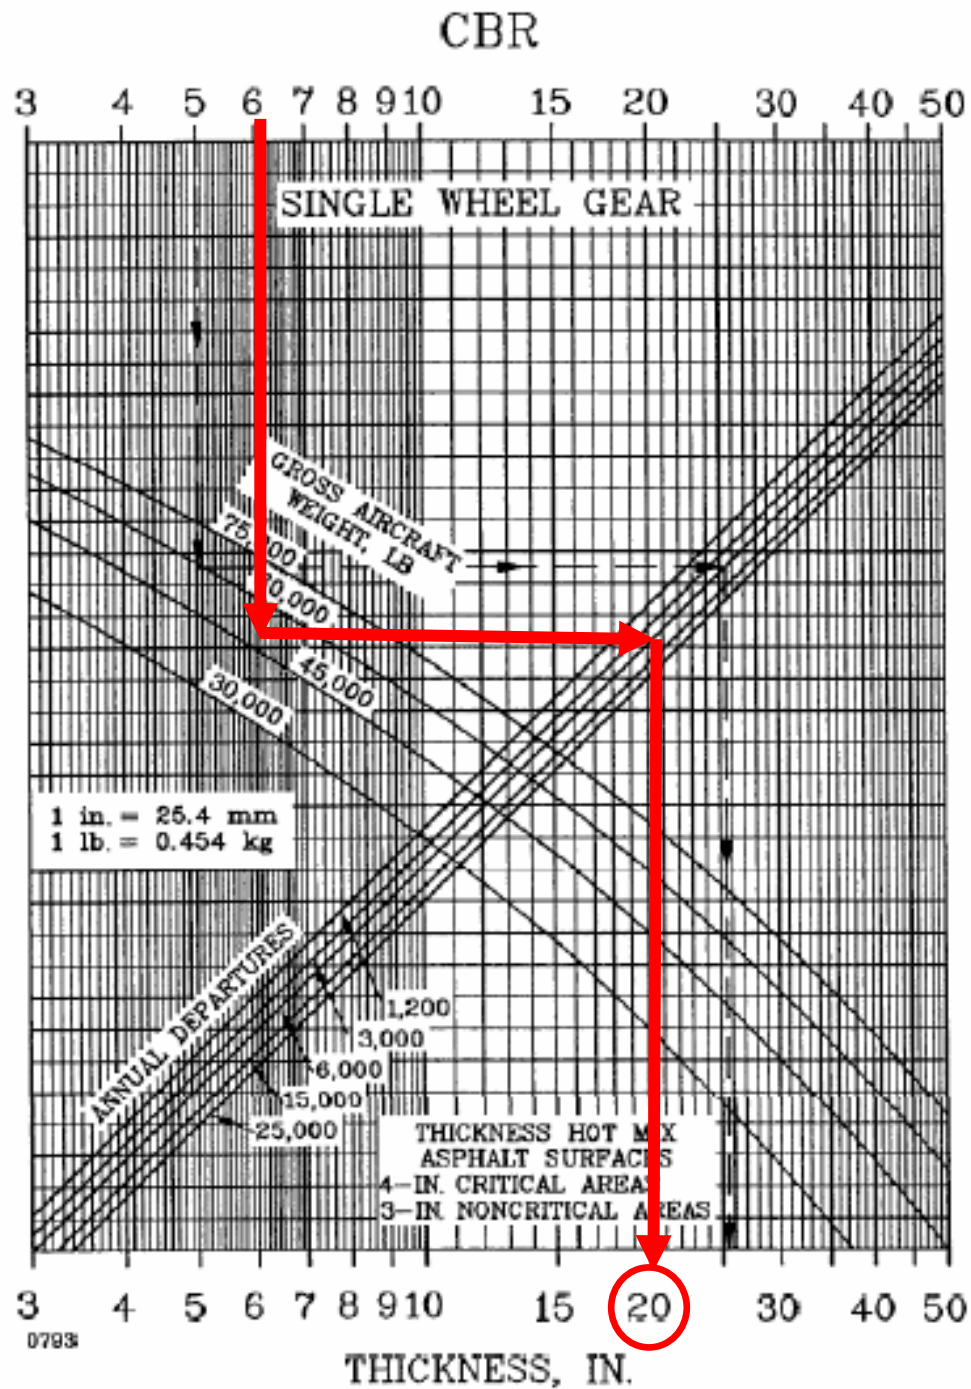 CBR
3 4 5 6 7 8 9 10 15 20 30 40 50
SINGLE WHEEL GEAR
GROSS AIRCRAFT
WEIGHT, LB
75,000
45,000
30,000
1 in. = 25.4 mm
1 lb. = 0.454 kg
ANNUAL DEPARTURES
1,200
3,000
6,000
15,000
25,000
THICKNESS HOT MIX
ASPHALT SURFACES
4-IN. CRITICAL AREAS
3-IN. NONCRITICAL AREAS
3 4 5 6 7 8 9 10 15 20 30 40 50
THICKNESS, IN.